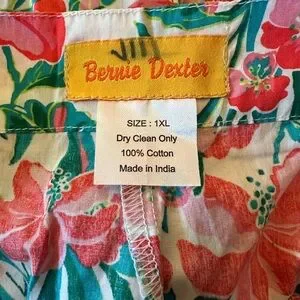 Bernie Dexter
SIZE : 1XL
Dry Clean Only
100% Cotton
Made in India